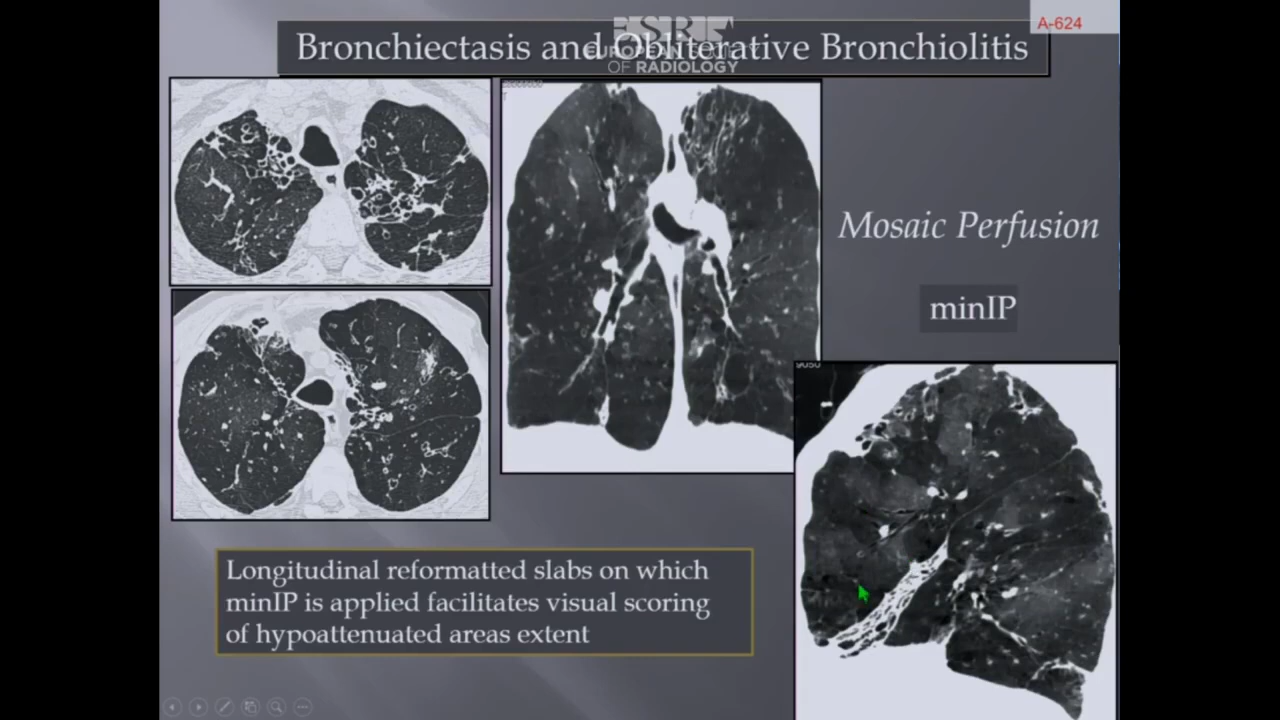 A-624
Bronchiectasis and Obliterative Bronchiolitis
OF RADIOLOGY
Mosaic Perfusion
minIP
Longitudinal reformatted slabs on which
minIP is applied facilitates visual scoring
of hypoattenuated areas extent